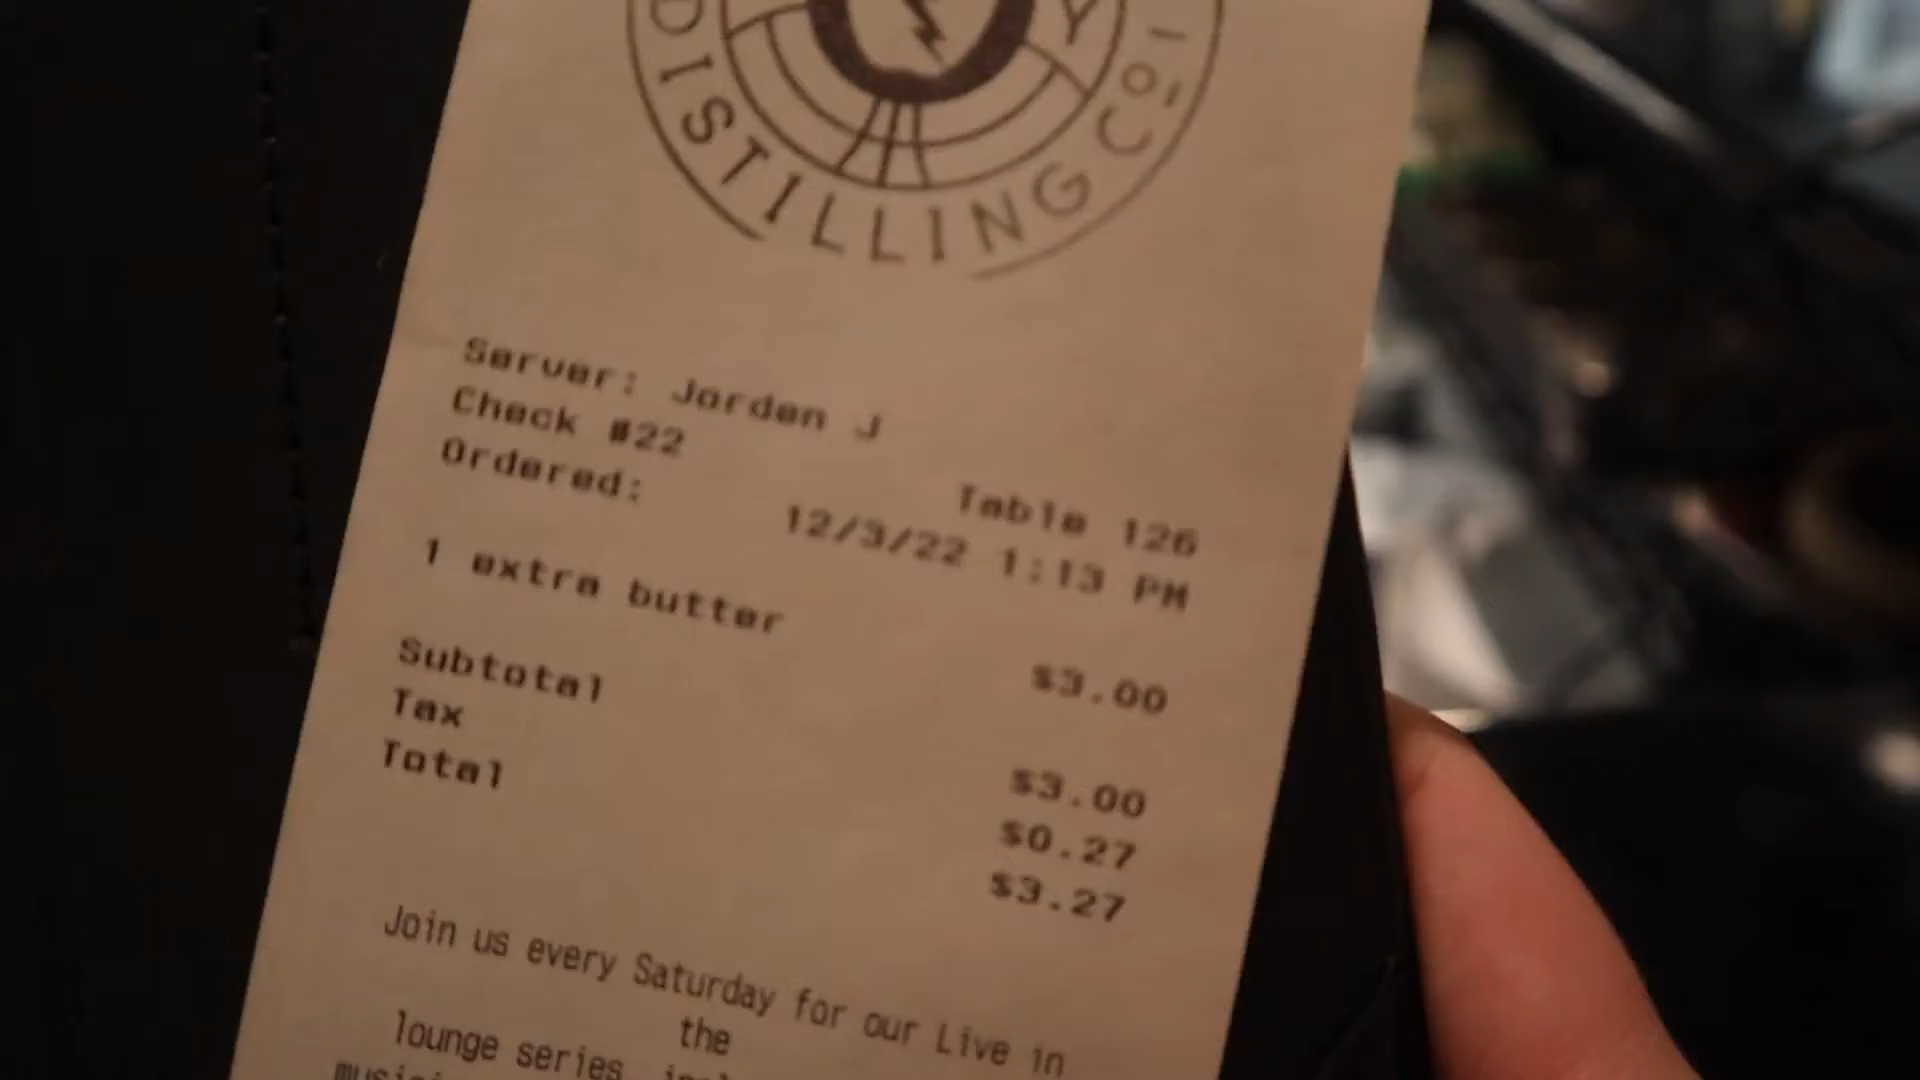 DISTILLING CO
Server: Jordan J
Check #22
Table 126
Ordered:
12/3/22 1:13 PM
1 extra butter
$3.00
Subtotal
$3.00
Tax
$0.27
Total
$3.27
Join us every Saturday for our Live in
the
lounge series